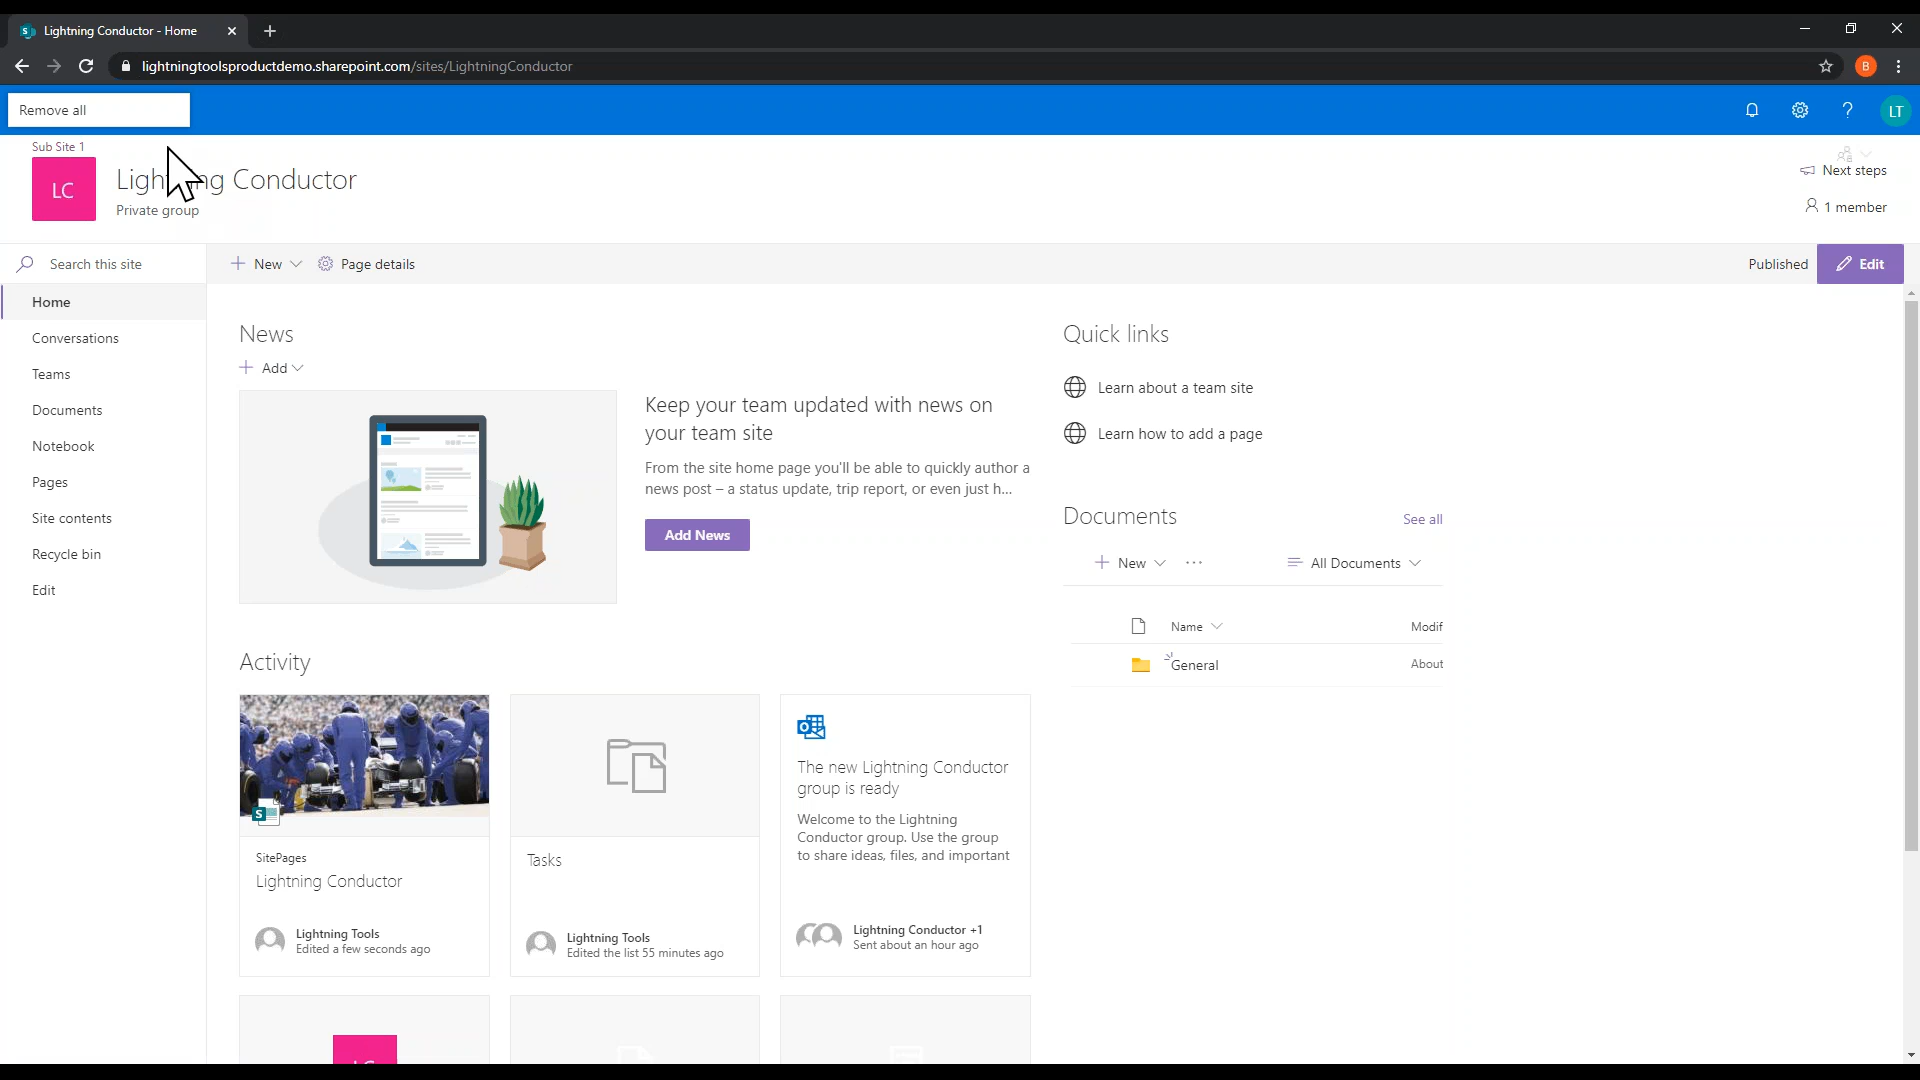 Lightning Conductor - Home
lightningtoolsproductdemo.sharepoint.com/sites/LightningConductor
B
Remove all
?
LT
Sub Site 1
LC
Lightning Conductor
Private group
Next steps
1 member
Search this site
New
Page details
Published
Edit
Home
Conversations
Teams
Documents
Notebook
Pages
Site contents
Recycle bin
Edit
News
Add
Keep your team updated with news on
your team site
From the site home page you'll be able to quickly author a
news post – a status update, trip report, or even just h...
Add News
Quick links
Learn about a team site
Learn how to add a page
Documents
See all
New
All Documents
Name
Modif
General
About
Activity
S
SitePages
Lightning Conductor
Lightning Tools
Edited a few seconds ago
Tasks
Lightning Tools
Edited the list 55 minutes ago
The new Lightning Conductor
group is ready
Welcome to the Lightning
Conductor group. Use the group
to share ideas, files, and important
Lightning Conductor +1
Sent about an hour ago